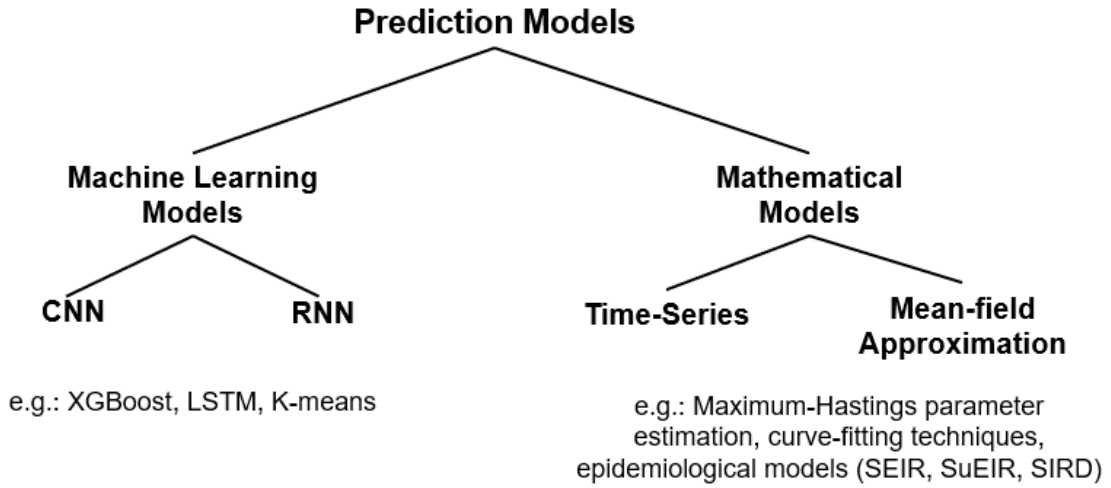 Prediction Models
Machine Learning
Models
Mathematical
Models
CNN
RNN
Time-Series
Mean-field
Approximation
e.g.: XGBoost, LSTM, K-means
e.g.: Maximum-Hastings parameter
estimation, curve-fitting techniques,
epidemiological models (SEIR, SuEIR, SIRD)